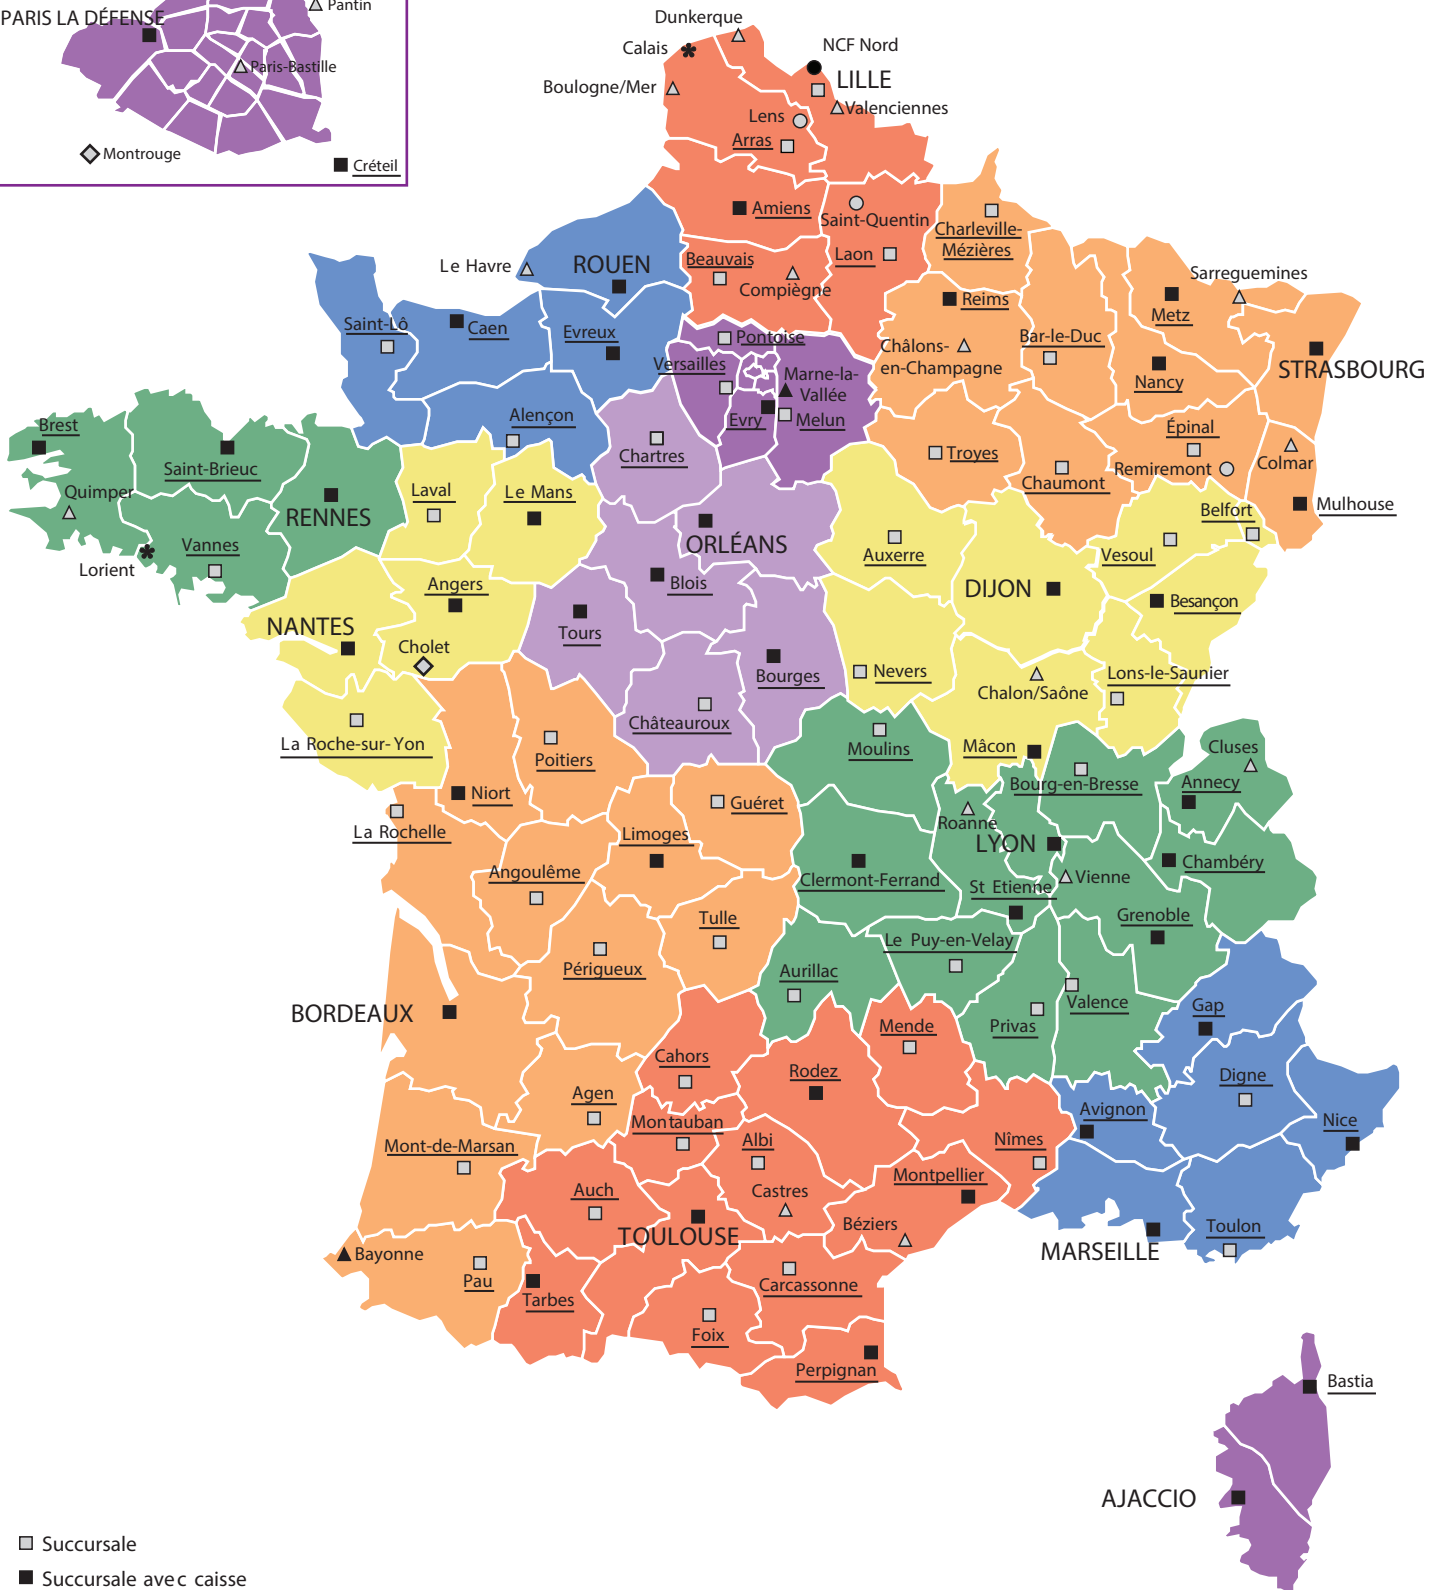 PARIS LA DÉFENSE
Pantin
Paris-Bastille
Montrouge
Créteil
Dunkerque
Calais
NCF Nord
LILLE
Boulogne/Mer
Valenciennes
Lens
Arras
Amiens
Saint-Quentin
Charleville-
Mézières
Laon
Beauvais
Compiègne
Le Havre
ROUEN
Sarreguimines
Reims
Metz
Saint-Lô
Caen
Evreux
Pontoise
Bar-le-Duc
Châlons-
en-Champagne
STRASBOURG
Versailles
Marne-la-
Vallée
Nancy
Evry
Melun
Alençon
Brest
Saint-Brieuc
Chartres
Troyes
Épinal
Remiremont
Colmar
Chaumont
Quimper
Laval
Le Mans
RENNES
Belfort
Mulhouse
Vannes
Lorient
ORLÉANS
Auxerre
Vesoul
Angers
Blois
DIJON
Besançon
NANTES
Tours
Cholet
Bourges
Nevers
Chalon/Saône
Lons-le-Saunier
La Roche-sur-Yon
Châteauroux
Poitiers
Moulins
Mâcon
Cluses
Bourg-en-Bresse
Annecy
Niort
Guéret
La Rochelle
Limoges
Roanne
LYON
Angoulême
Clermont-Ferrand
Chambéry
St Etienne
Vienne
Tulle
Grenoble
Périgueux
Le Puy-en-Velay
Aurillac
BORDEAUX
Valence
Privas
Gap
Mende
Cahors
Rodez
Digne
Agen
Avignon
Nice
Montauban
Mont-de-Marsan
Albi
Nîmes
Auch
Castres
Montpellier
TOULOUSE
Béziers
MARSEILLE
Toulon
Bayonne
Pau
Tarbes
Carcassonne
Foix
Perpignan
Bastia
AJACCIO
Succursale
Succursale avec caisse